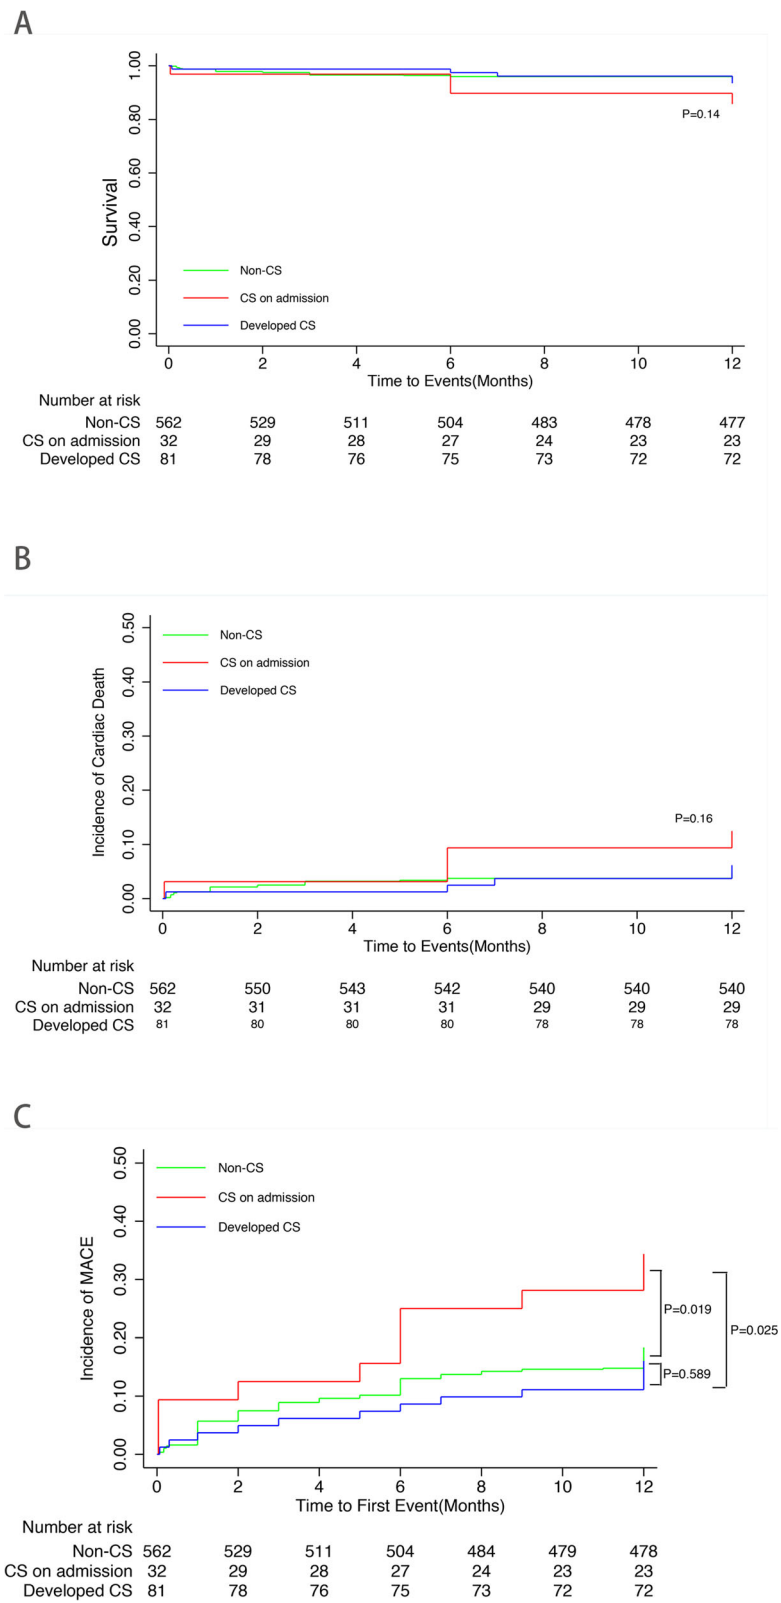 A
1.00
0.80
0.60
0.40
0.20
0.00
Survival
P=0.14
Non-CS
CS on admission
Developed CS
0 2 4 6 8 10 12
Time to Events(Months)
Number at risk
Non-CS 562 529 511 504 483 478 477
CS on admission 32 29 28 27 24 23 23
Developed CS 81 78 76 75 73 72 72
B
0.50
0.40
0.30
0.20
0.10
0.00
Incidence of Cardiac Death
Non-CS
CS on admission
Developed CS
P=0.16
0 2 4 6 8 10 12
Time to Events(Months)
Number at risk
Non-CS 562 550 543 542 540 540 540
CS on admission 32 31 31 31 29 29 29
Developed CS 81 80 80 80 78 78 78
C
0.50
0.40
0.30
0.20
0.10
0.00
Incidence of MACE
Non-CS
CS on admission
Developed CS
P=0.019
P=0.025
P=0.589
0 2 4 6 8 10 12
Time to First Event(Months)
Number at risk
Non-CS 562 529 511 504 484 479 478
CS on admission 32 29 28 27 24 23 23
Developed CS 81 78 76 75 73 72 72